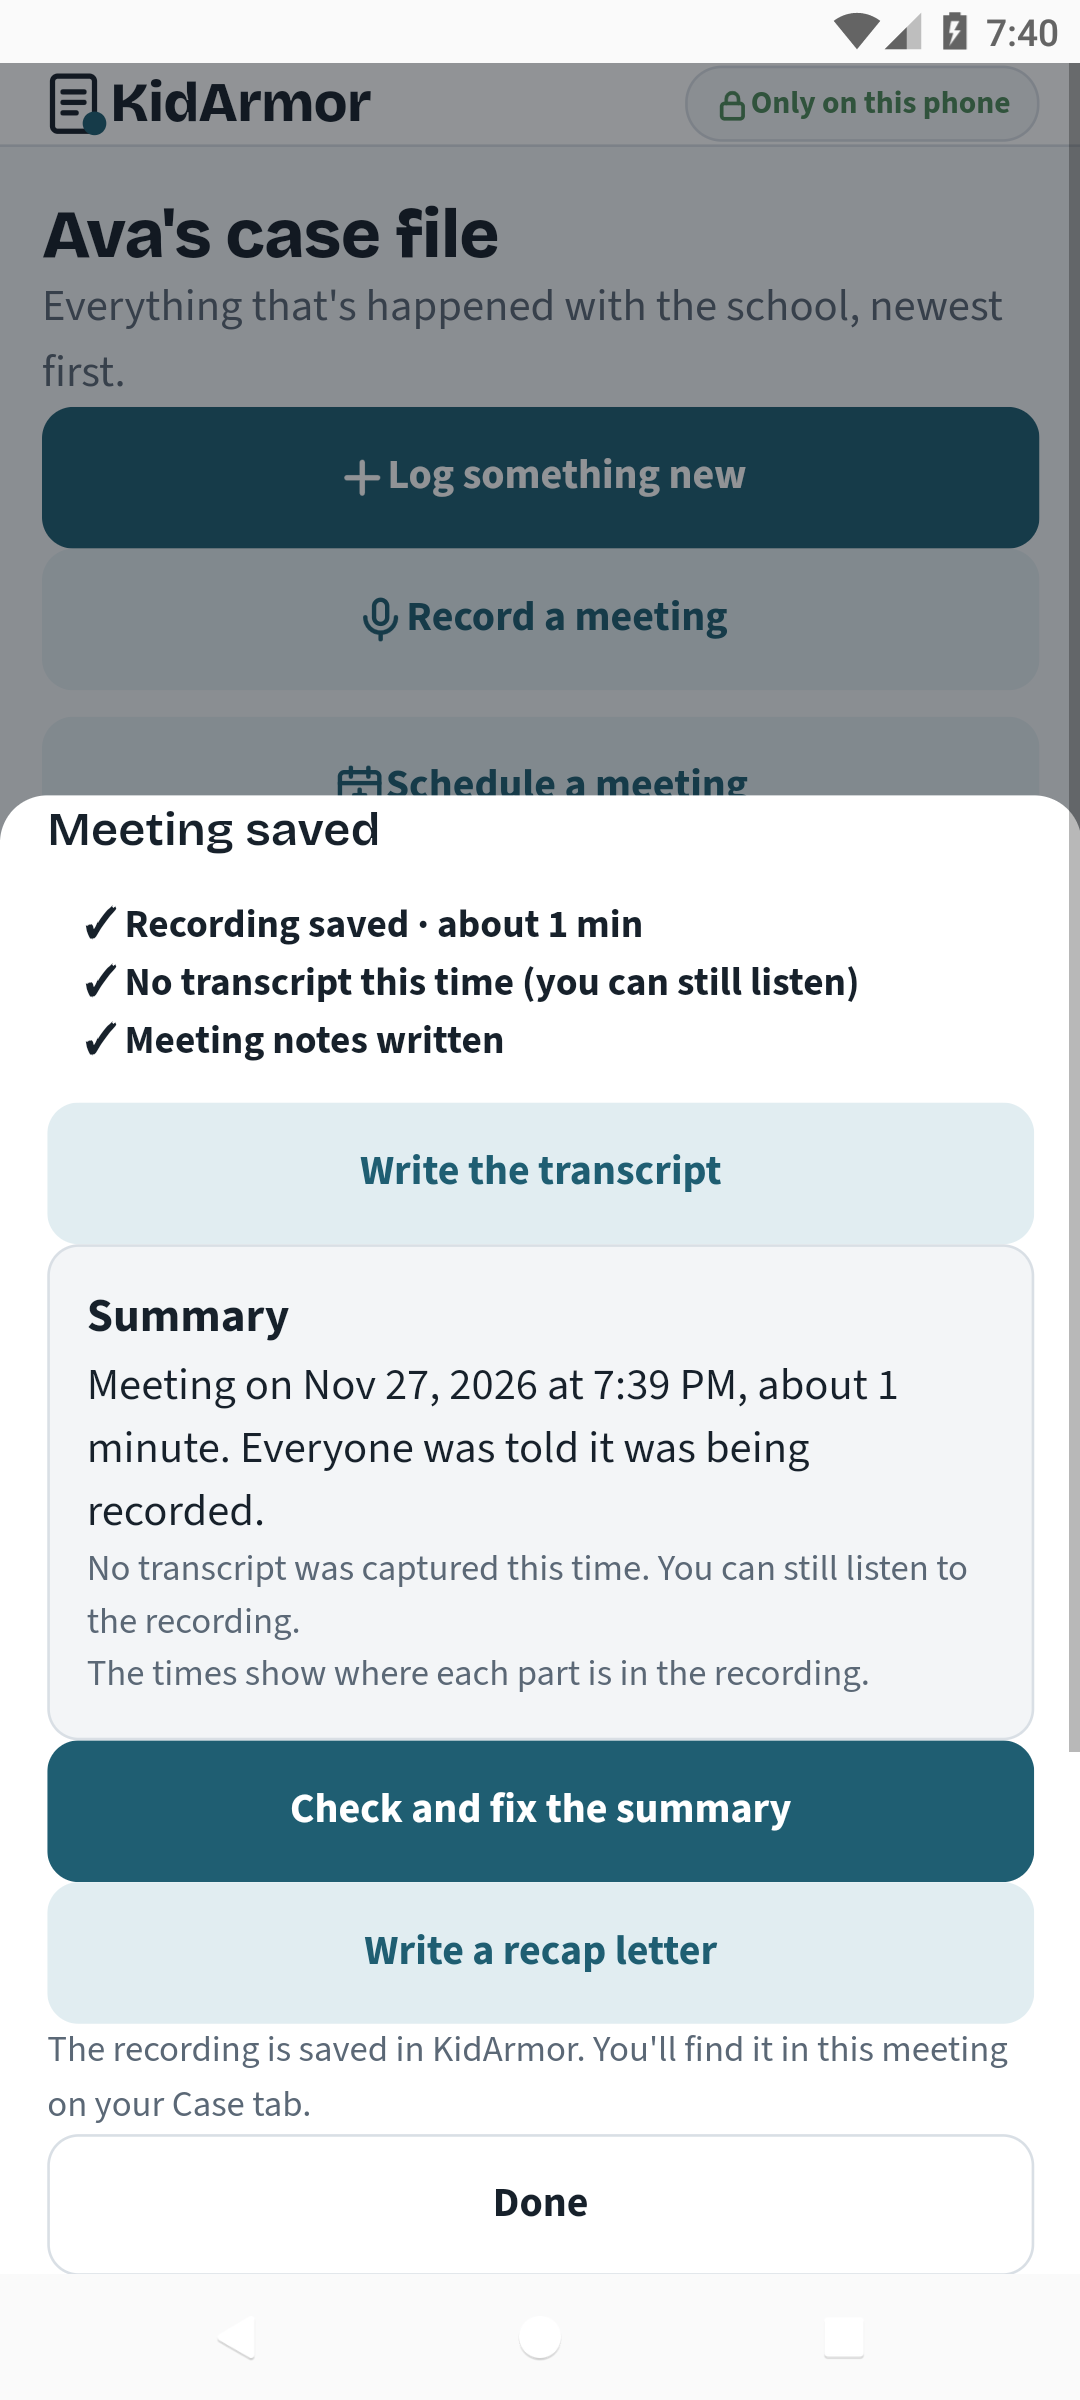 7:40
KidArmor
Only on this phone
Ava's case file
Everything that's happened with the school, newest
first.
Log something new
Record a meeting
Schedule a meeting
Meeting saved
✓ Recording saved · about 1 min
✓ No transcript this time (you can still listen)
✓ Meeting notes written
Write the transcript
Summary
Meeting on Nov 27, 2026 at 7:39 PM, about 1
minute. Everyone was told it was being
recorded.
No transcript was captured this time. You can still listen to
the recording.
The times show where each part is in the recording.
Check and fix the summary
Write a recap letter
The recording is saved in KidArmor. You'll find it in this meeting
on your Case tab.
Done